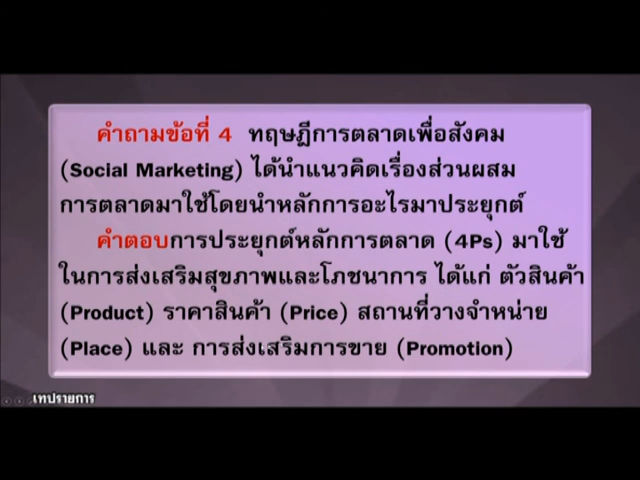 คำถามข้อที่ 4 ทฤษฎีการตลาดเพื่อสังคม
(Social Marketing) ได้นำแนวคิดเรื่องส่วนผสม
การตลาดมาใช้โดยนำหลักการอะไรมาประยุกต์
คำตอบการประยุกต์หลักการตลาด (4Ps) มาใช้
ในการส่งเสริมสุขภาพและโภชนาการ ได้แก่ ตัวสินค้า
(Product) ราคาสินค้า (Price) สถานที่วางจำหน่าย
(Place) และ การส่งเสริมการขาย (Promotion)
เทปรายการ